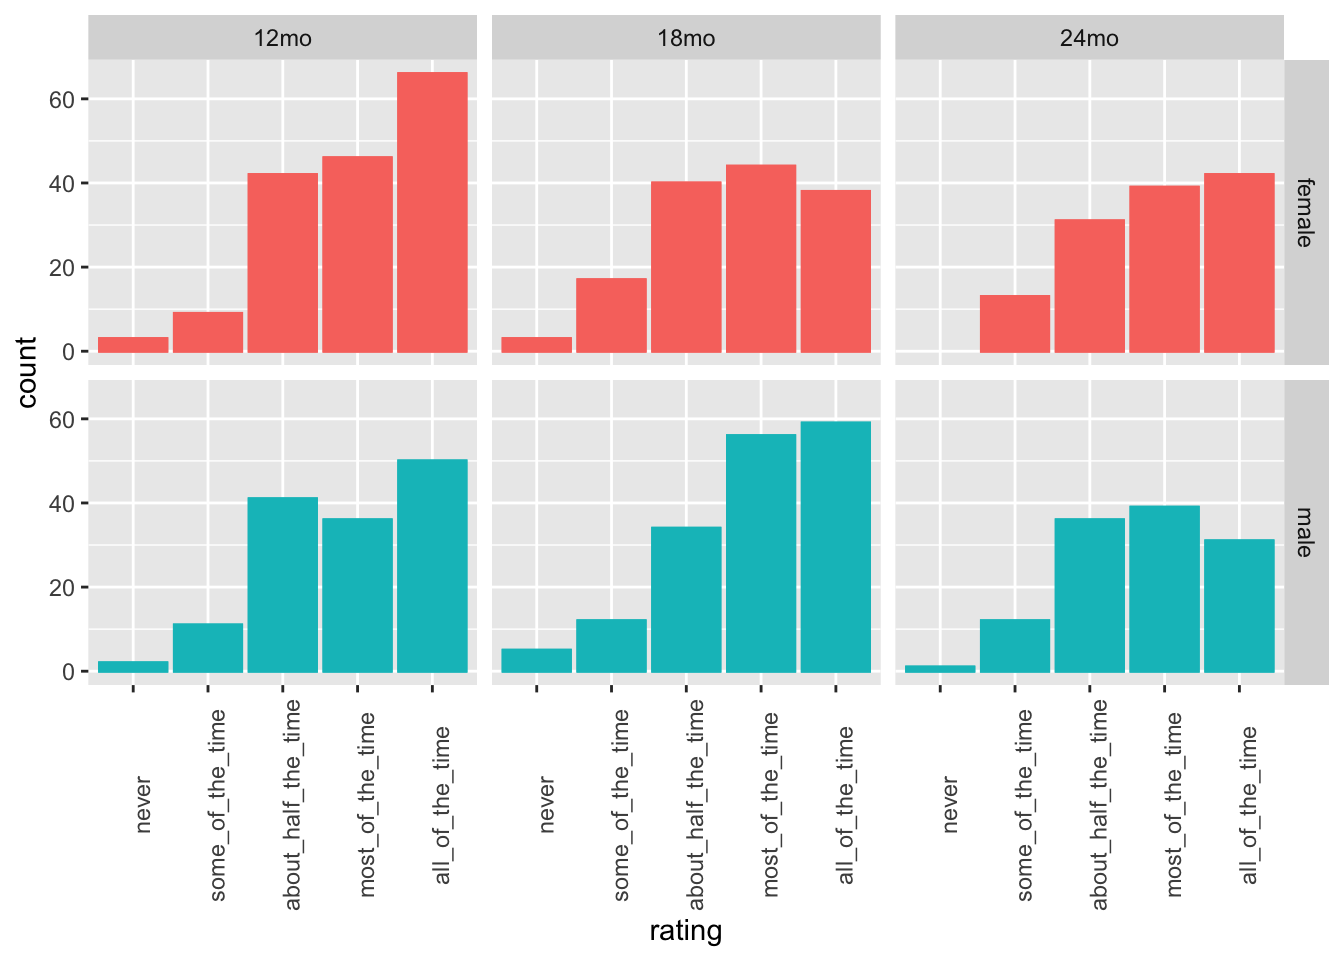 12mo
18mo
24mo
60
40
20
0
female
count
60
40
20
0
male
never
some_of_the_time
about_half_the_time
most_of_the_time
all_of_the_time
never
some_of_the_time
about_half_the_time
most_of_the_time
all_of_the_time
never
some_of_the_time
about_half_the_time
most_of_the_time
all_of_the_time
rating